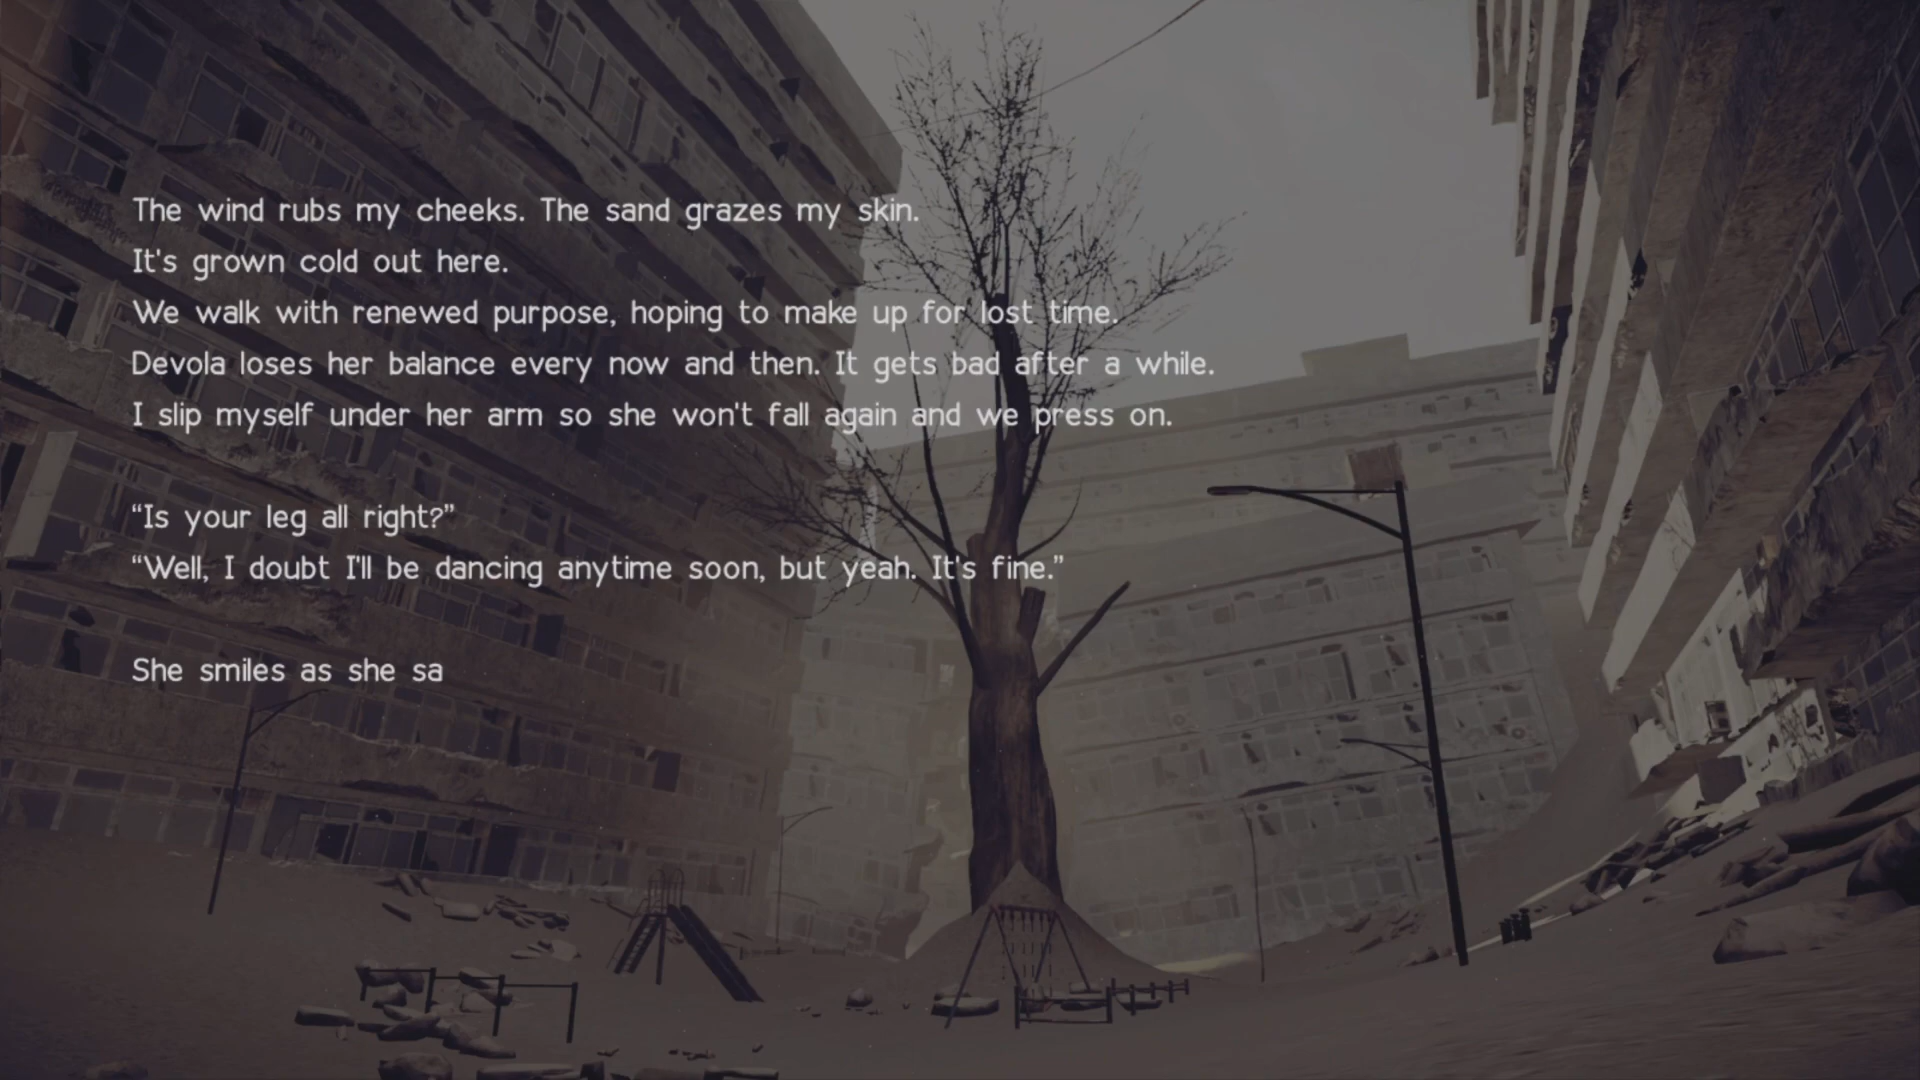 The wind rubs my cheeks. The sand grazes my skin.
It's grown cold out here.
We walk with renewed purpose, hoping to make up for lost time.
Devola loses her balance every now and then. It gets bad after a while.
I slip myself under her arm so she won't fall again and we press on.
“Is your leg all right?”
“Well, I doubt I'll be dancing anytime soon, but yeah. It's fine.”
She smiles as she sa